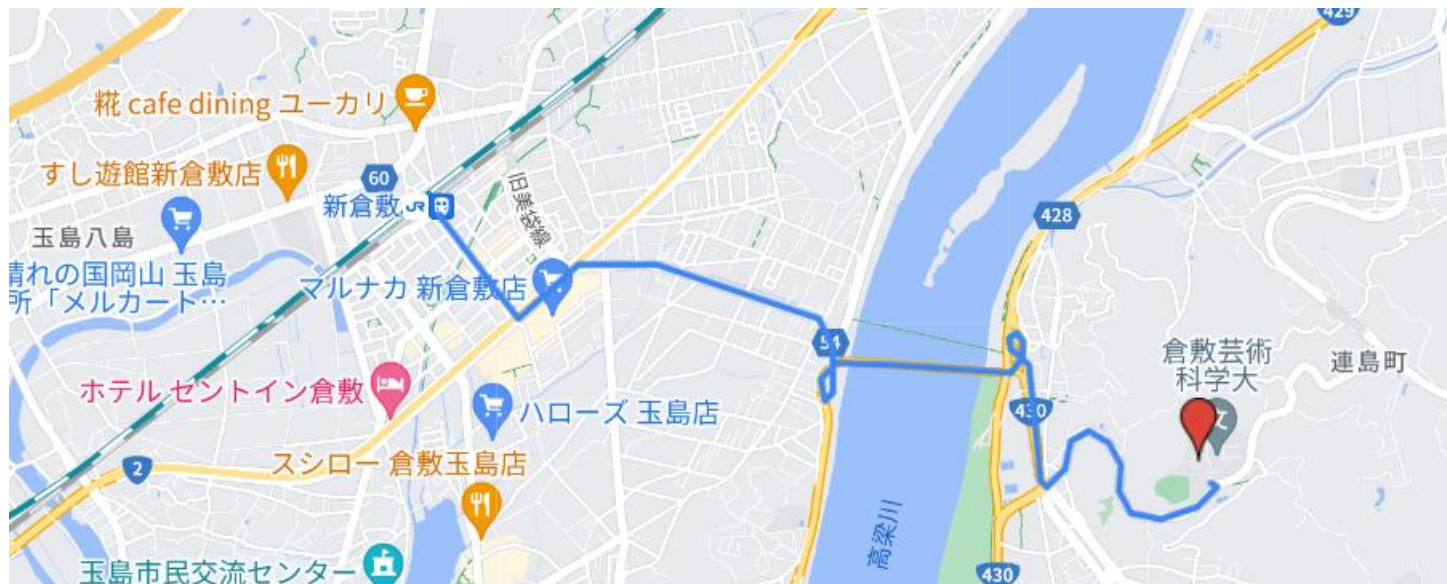 429
糀 cafe dining ユーカリ
すし遊館新倉敷店
60
新倉敷
JR
旧美袋線
428
玉島八島
晴れの国岡山 玉島
所「メルカート…
マルナカ 新倉敷店
54
倉敷芸術
科学大
文
連島町
ホテル セントイン倉敷
430
ハローズ 玉島店
2
スシロー 倉敷玉島店
高梁川
玉島市民交流センター
430